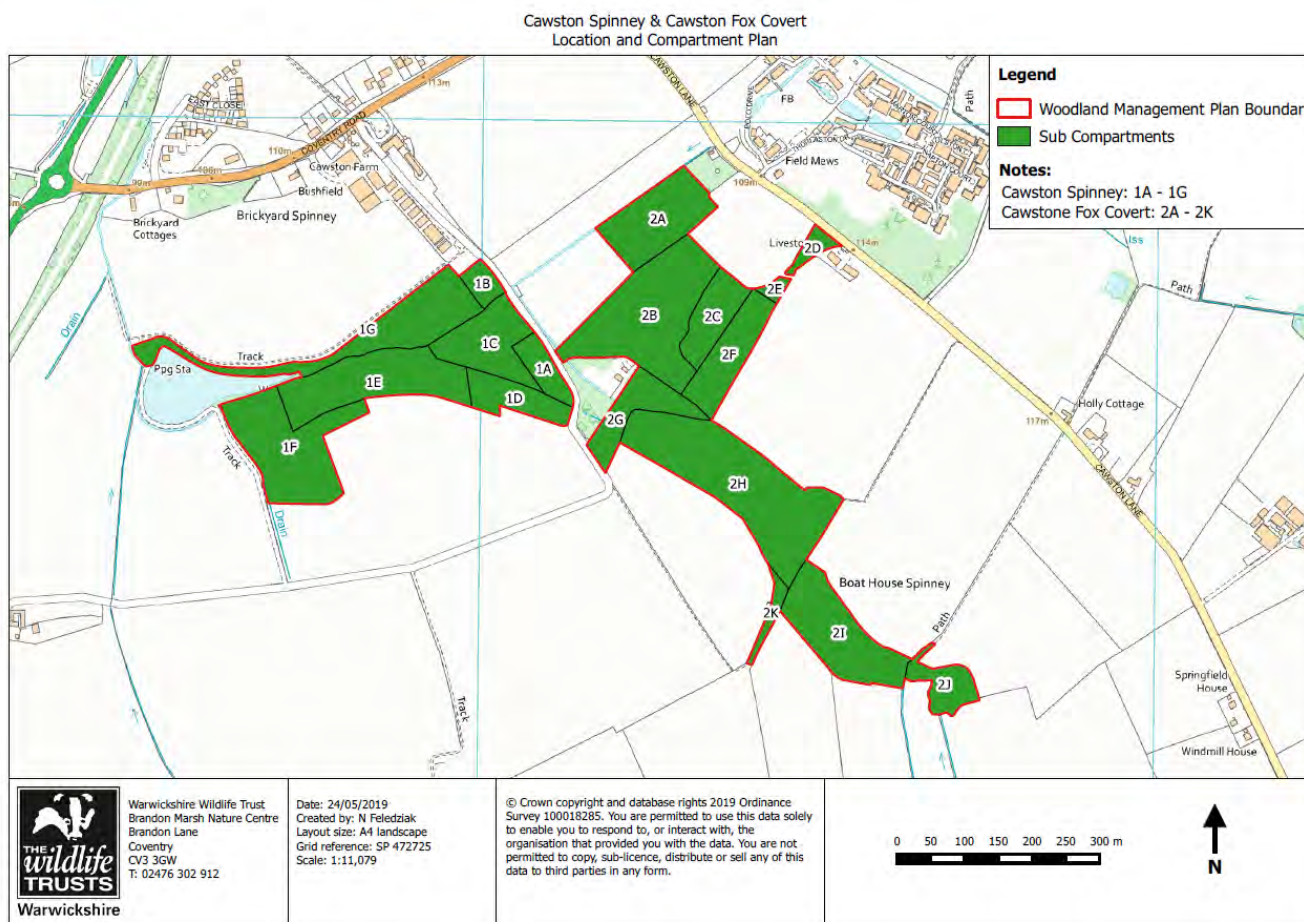 Cawston Spinney & Cawston Fox Covert
Location and Compartment Plan
Legend
Woodland Management Plan Boundar
Sub Compartments
Notes:
Cawston Spinney: 1A - 1G
Cawstone Fox Covert: 2A - 2K
113m
EAST CLOSE
COVENTRY ROAD
110m
Cawston Farm
Bushfield
Brickyard Spinney
Brickyard
Cottages
CAWSTON LANE
FB
Path
Field Mews
109m
Livesto
114m
Iss
Path
2A
2B
2C
2D
2E
2F
2G
2H
2I
2J
2K
1A
1B
1C
1D
1E
1F
1G
Track
Ppg Sta
W
Track
Drain
Drain
Track
Holly Cottage
117m
CAWSTON LANE
Boat House Spinney
Path
Springfield
House
Windmill House
THE
wildlife
TRUSTS
Warwickshire
Warwickshire Wildlife Trust
Brandon Marsh Nature Centre
Brandon Lane
Coventry
CV3 3GW
T: 02476 302 912
Date: 24/05/2019
Created by: N Feledziak
Layout size: A4 landscape
Grid reference: SP 472725
Scale: 1:11,079
© Crown copyright and database rights 2019 Ordinance
Survey 100018285. You are permitted to use this data solely
to enable you to respond to, or interact with, the
organisation that provided you with the data. You are not
permitted to copy, sub-licence, distribute or sell any of this
data to third parties in any form.
0 50 100 150 200 250 300 m
N